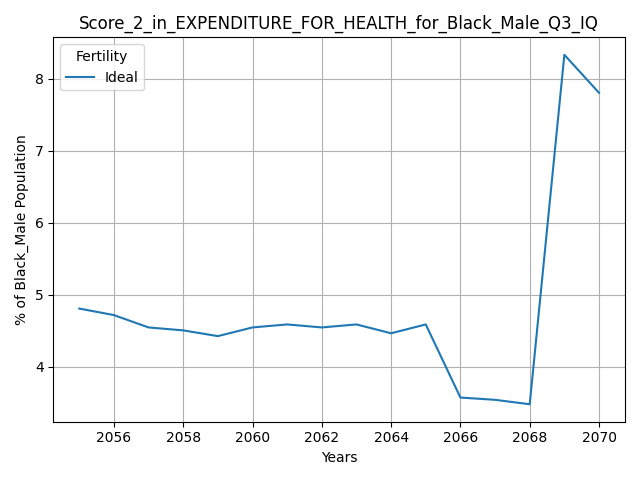 Score_2_in_EXPENDITURE_FOR_HEALTH_for_Black_Male_Q3_IQ
Fertility
Ideal
% of Black_Male Population
8
7
6
5
4
2056 2058 2060 2062 2064 2066 2068 2070
Years